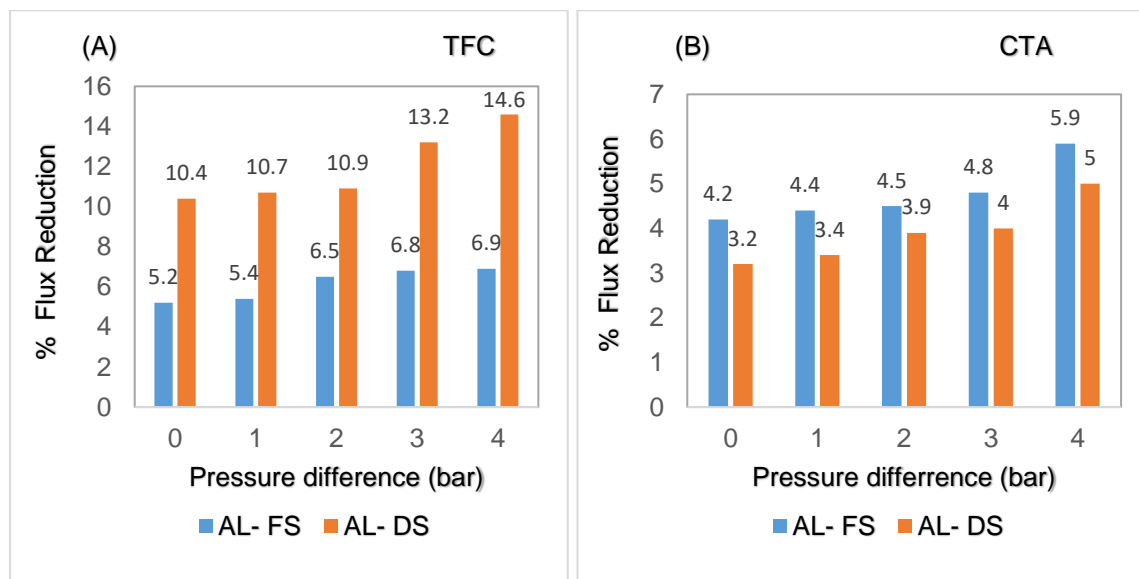 (A) TFC
% Flux Reduction
16
14
12
10
8
6
4
2
0
10.4 10.7 10.9 13.2 14.6
5.2 5.4 6.5 6.8 6.9
0 1 2 3 4
Pressure difference (bar)
AL- FS AL- DS
(B) CTA
% Flux Reduction
7
6
5
4
3
2
1
0
4.2 4.4 4.5 4.8 5.9
3.2 3.4 3.9 4 5
0 1 2 3 4
Pressure differrence (bar)
AL- FS AL- DS